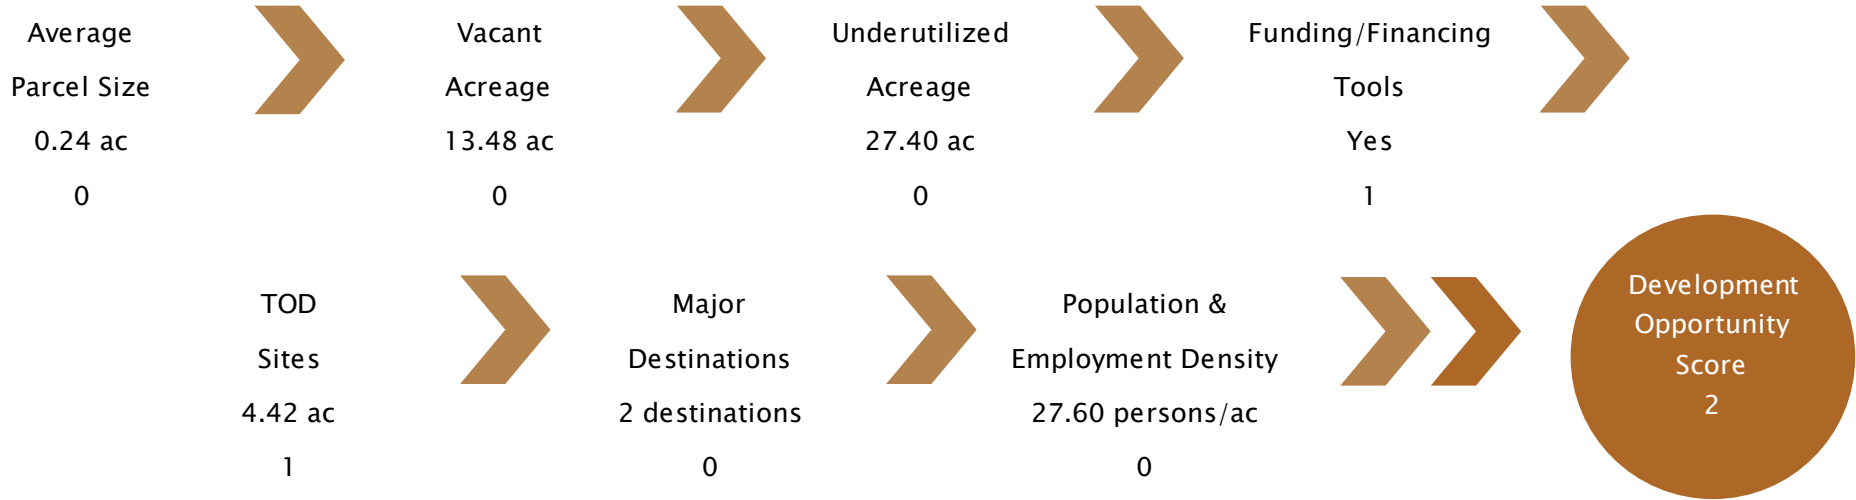 Average
Parcel Size
0.24 ac
0
Vacant
Acreage
13.48 ac
0
Underutilized
Acreage
27.40 ac
0
Funding/Financing
Tools
Yes
1
TOD
Sites
4.42 ac
1
Major
Destinations
2 destinations
0
Population &
Employment Density
27.60 persons/ac
0
Development
Opportunity
Score
2